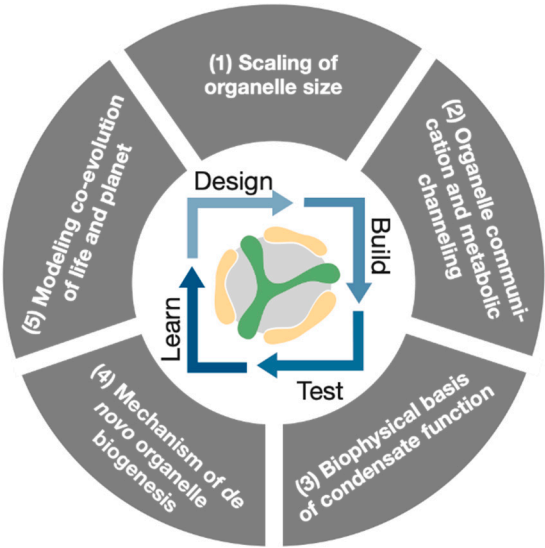 (1) Scaling of
organelle size
(2) Organelle communi-
cation and metabolic
channeling
(3) Biophysical basis
of condensate function
(4) Mechanism of de
novo organelle
biogenesis
(5) Modeling co-evolution
of life and planet
Design
Build
Test
Learn